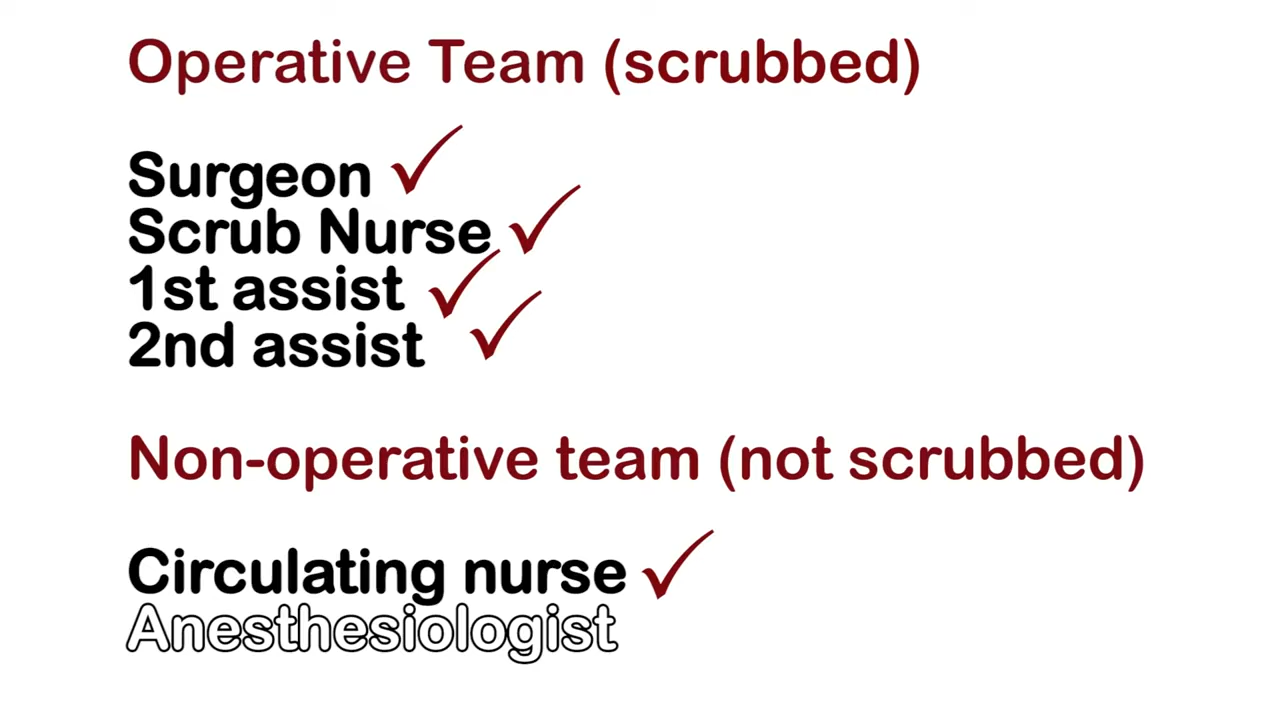 Operative Team (scrubbed)
Surgeon
Scrub Nurse
1st assist
2nd assist
Non-operative team (not scrubbed)
Circulating nurse
Anesthesiologist